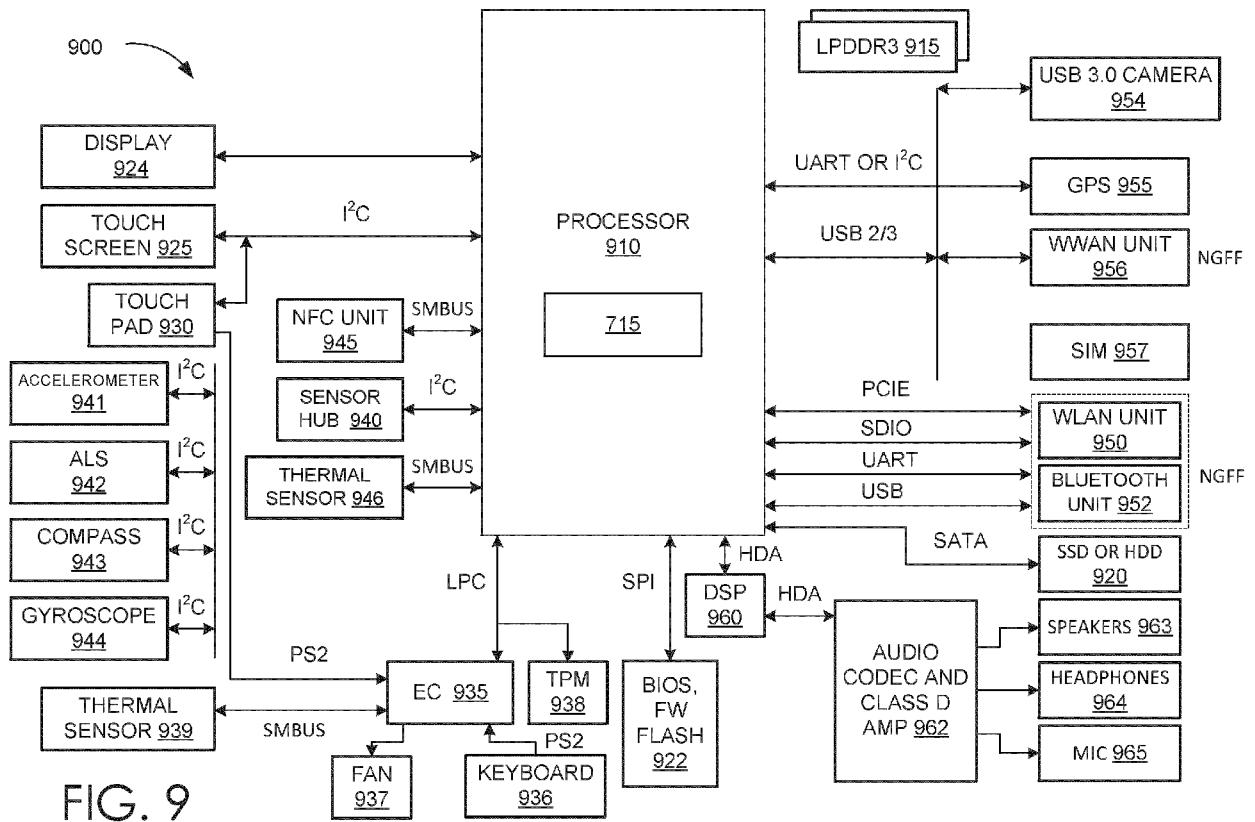 900
LPDDR3 915
USB 3.0 CAMERA
954
DISPLAY
924
UART OR I²C
GPS 955
TOUCH
SCREEN 925
I²C
PROCESSOR
910
USB 2/3
WWAN UNIT
956
NGFF
TOUCH
PAD 930
NFC UNIT
945
SMBUS
715
SIM 957
ACCELEROMETER
941
I²C
SENSOR
HUB 940
I²C
PCIE
WLAN UNIT
950
SDIO
ALS
942
I²C
THERMAL
SENSOR 946
SMBUS
UART
BLUETOOTH
UNIT 952
USB
NGFF
COMPASS
943
I²C
SATA
SSD OR HDD
920
GYROSCOPE
944
I²C
LPC
SPI
HDA
DSP
960
HDA
AUDIO
CODEC AND
CLASS D
AMP 962
SPEAKERS 963
HEADPHONES
964
MIC 965
PS2
EC 935
TPM
938
BIOS,
FW
FLASH
922
THERMAL
SENSOR 939
SMBUS
PS2
FAN
937
KEYBOARD
936
FIG. 9